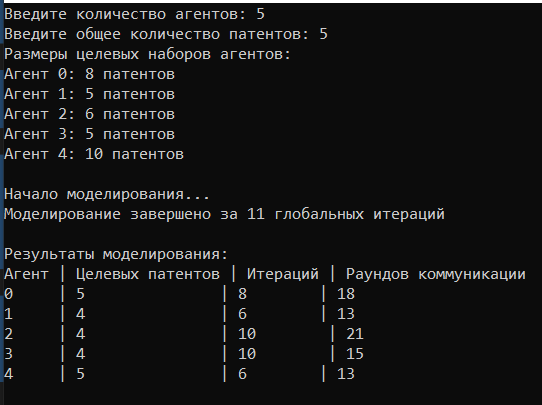 Введите количество агентов: 5
Введите общее количество патентов: 5
Размеры целевых наборов агентов:
Агент 0: 8 патентов
Агент 1: 5 патентов
Агент 2: 6 патентов
Агент 3: 5 патентов
Агент 4: 10 патентов
Начало моделирования...
Моделирование завершено за 11 глобальных итераций
Результаты моделирования:
Агент | Целевых патентов | Итераций | Раундов коммуникации
0 | 5 | 8 | 18
1 | 4 | 6 | 13
2 | 4 | 10 | 21
3 | 4 | 10 | 15
4 | 5 | 6 | 13